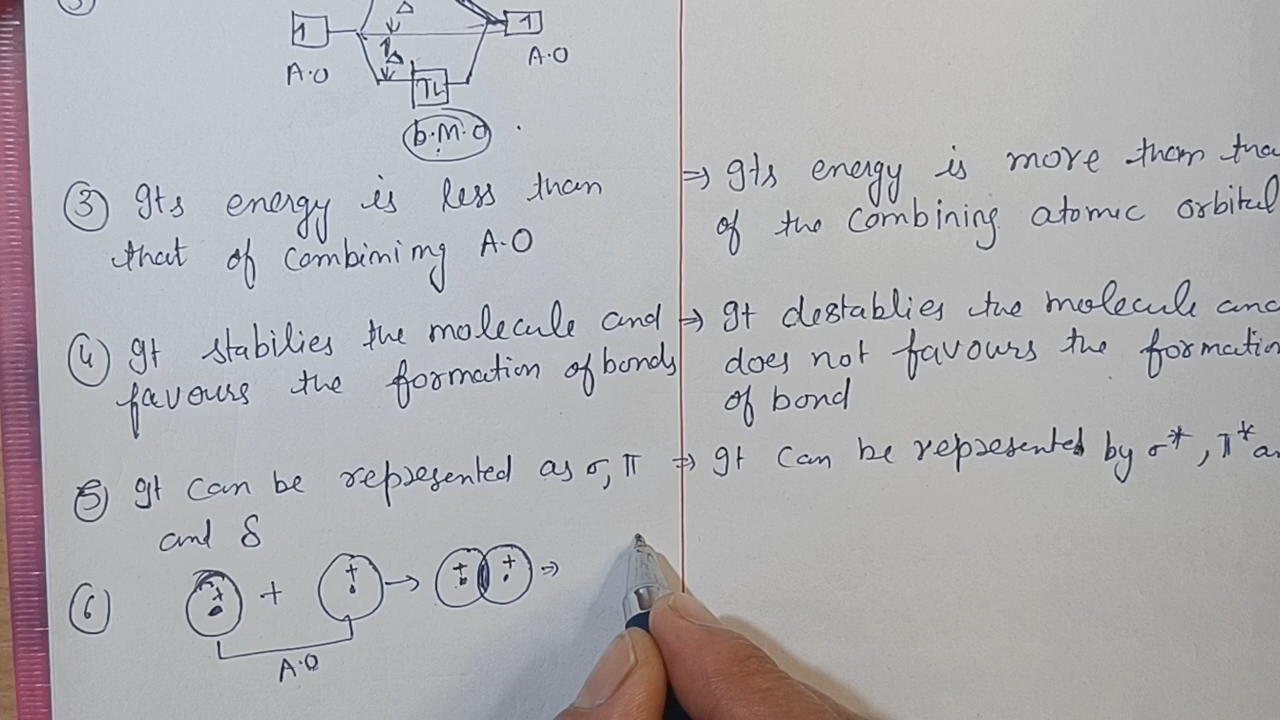 1 Δ 1
A.O Δ A.O
1L
b.M.O .
③ Its energy is less than
that of combining A.O
④ It stabilies the molecule and
favours the formation of bonds
⑤ It can be represented as σ, π
and δ
⑥ + + + → + + ⇒
A.O
⇒ Its energy is more than tha
of the combining atomic orbital
⇒ It destablies the molecule and
does not favours the formation
of bond
⇒ It can be represented by σ*, π* a